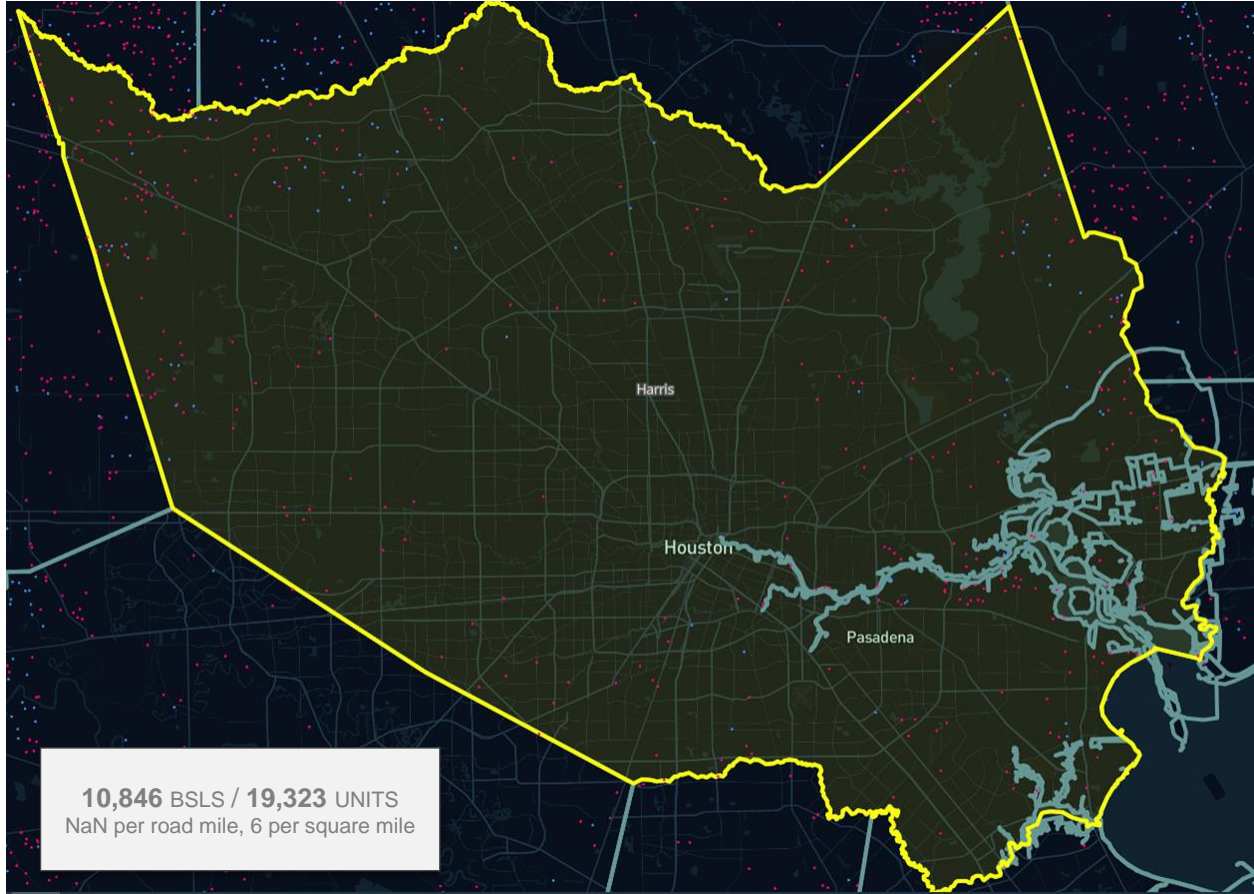 Harris
Houston
Pasadena
10,846 BSLS / 19,323 UNITS
NaN per road mile, 6 per square mile